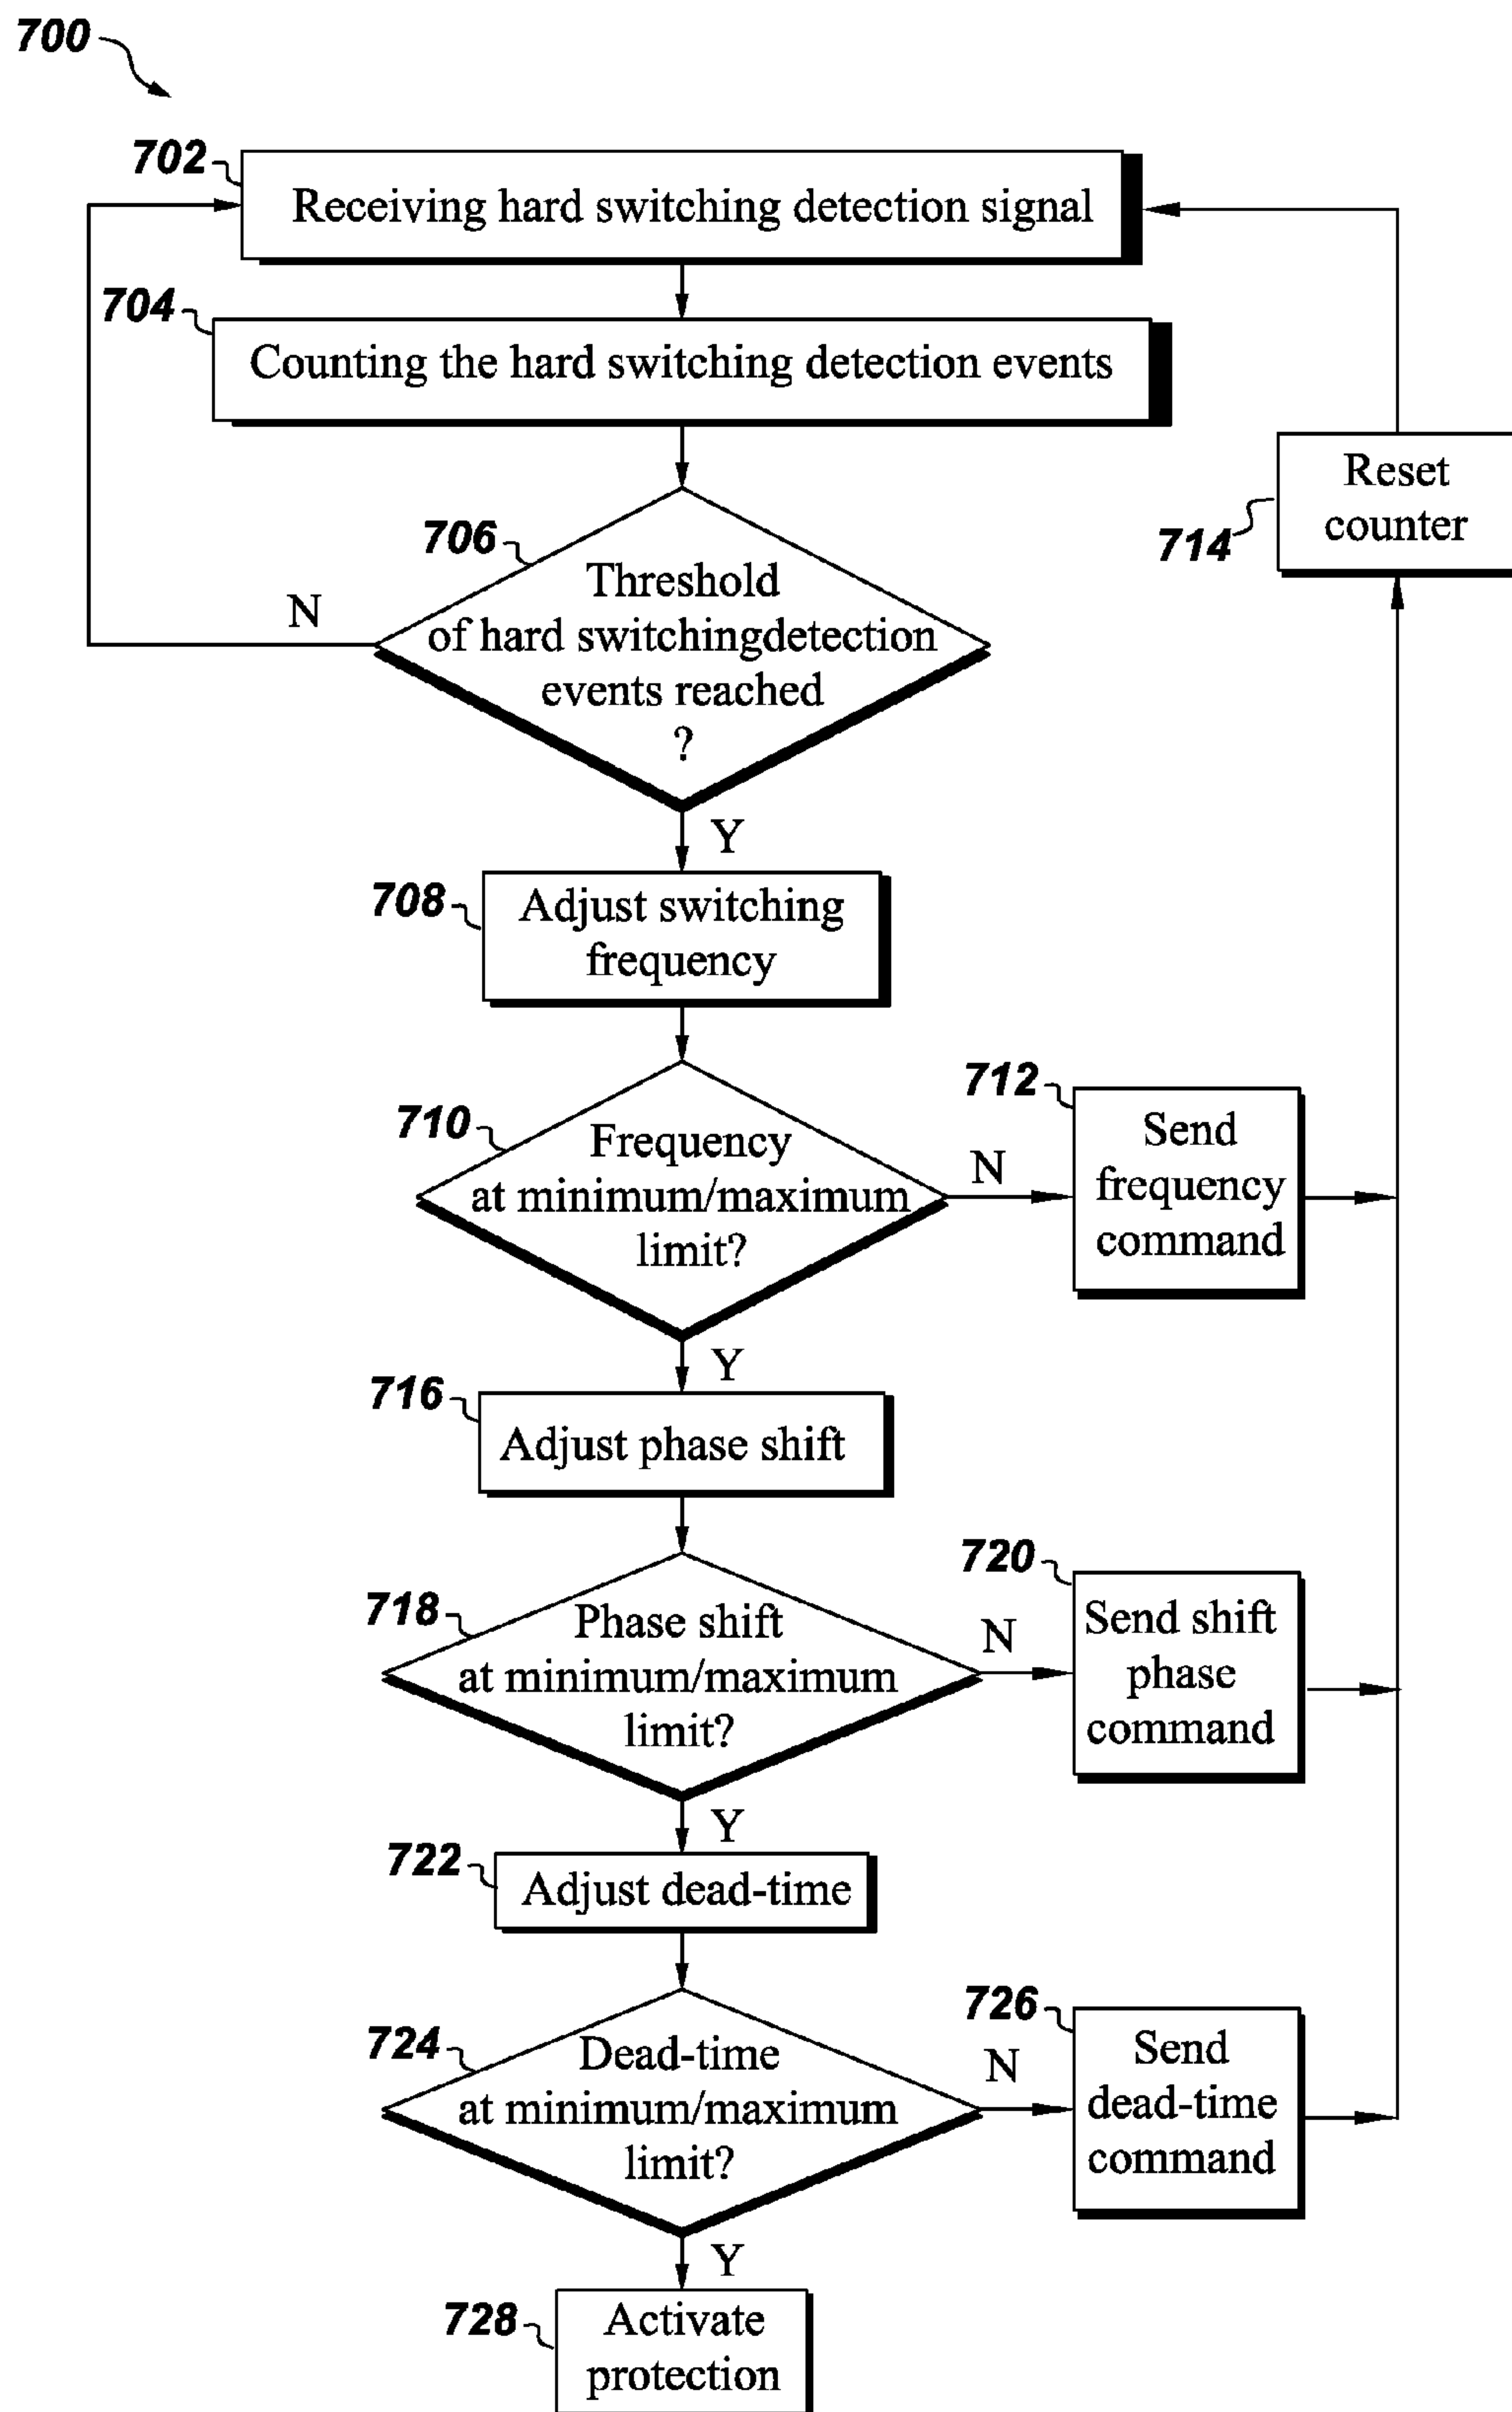 700
702
Receiving hard switching detection signal
704
Counting the hard switching detection events
Reset
counter
714
706
Threshold
of hard switchingdetection
events reached
?
N
Y
708
Adjust switching
frequency
710
Frequency
at minimum/maximum
limit?
N
712
Send
frequency
command
Y
716
Adjust phase shift
718
Phase shift
at minimum/maximum
limit?
N
720
Send shift
phase
command
Y
722
Adjust dead-time
724
Dead-time
at minimum/maximum
limit?
N
726
Send
dead-time
command
Y
728
Activate
protection